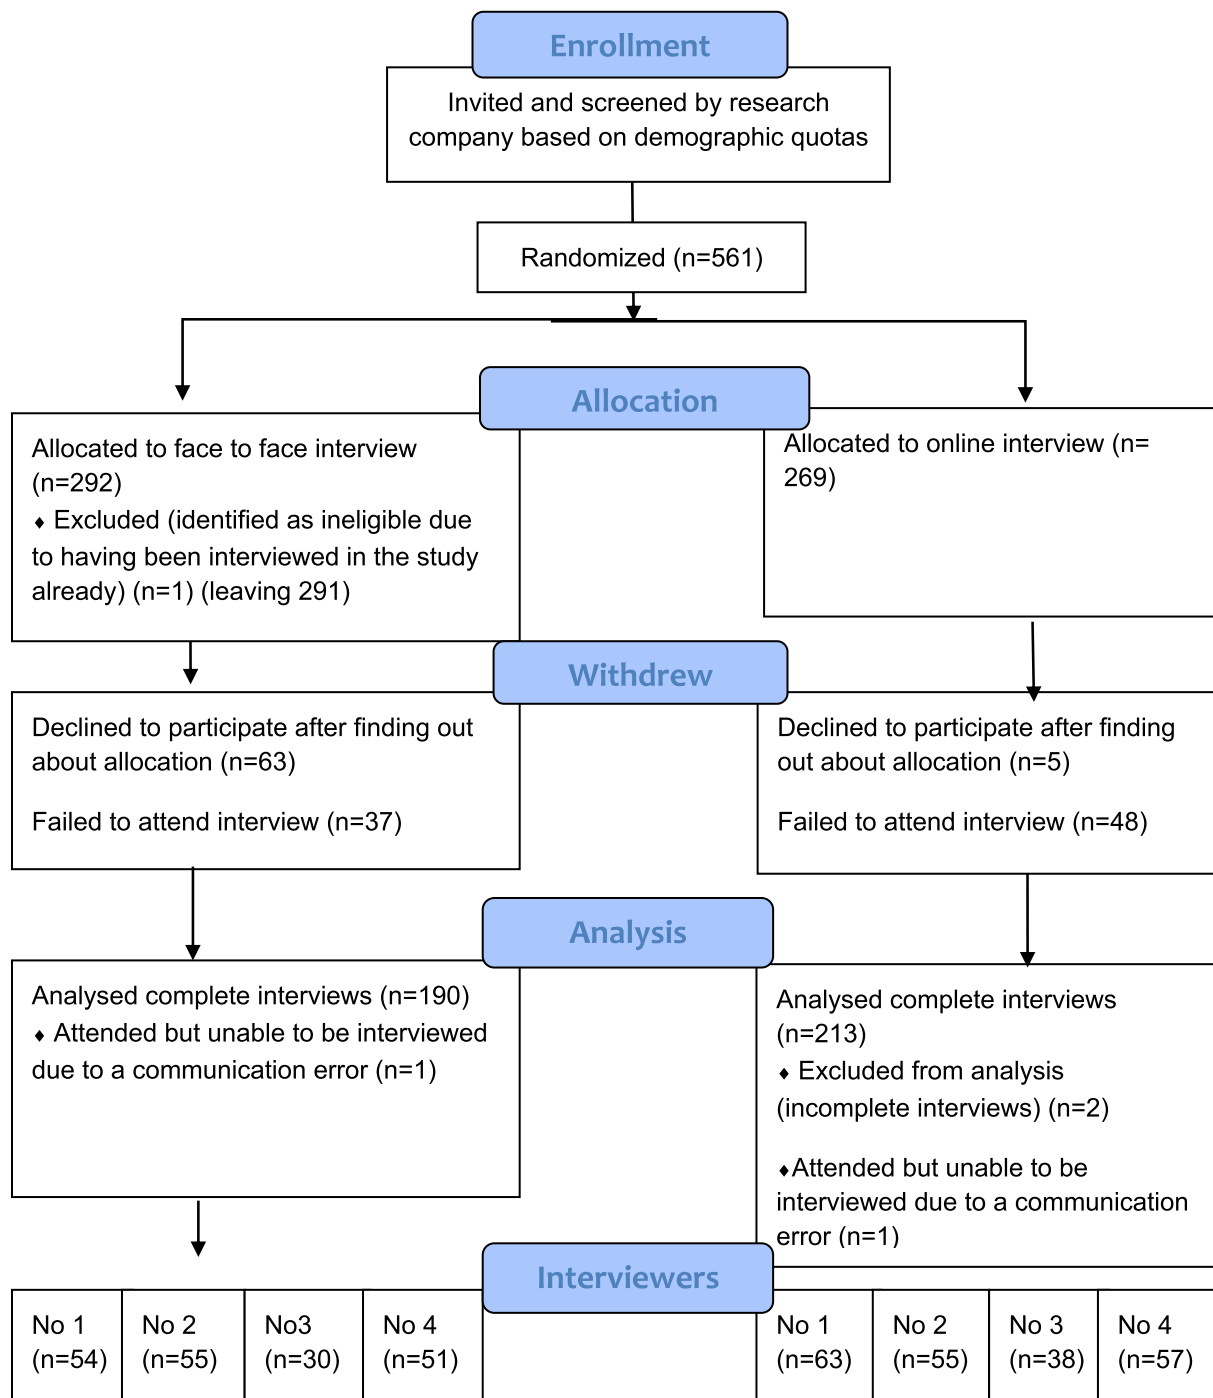 Enrollment
Invited and screened by research
company based on demographic quotas
Randomized (n=561)
Allocation
Allocated to face to face interview
(n=292)
♦ Excluded (identified as ineligible due
to having been interviewed in the study
already) (n=1) (leaving 291)
Allocated to online interview (n=
269)
Withdrew
Declined to participate after finding out
about allocation (n=63)
Failed to attend interview (n=37)
Declined to participate after finding
out about allocation (n=5)
Failed to attend interview (n=48)
Analysis
Analysed complete interviews (n=190)
♦ Attended but unable to be interviewed
due to a communication error (n=1)
Analysed complete interviews
(n=213)
♦ Excluded from analysis
(incomplete interviews) (n=2)
♦Attended but unable to be
interviewed due to a communication
error (n=1)
Interviewers
No 1
(n=54)
No 2
(n=55)
No3
(n=30)
No 4
(n=51)
No 1
(n=63)
No 2
(n=55)
No 3
(n=38)
No 4
(n=57)